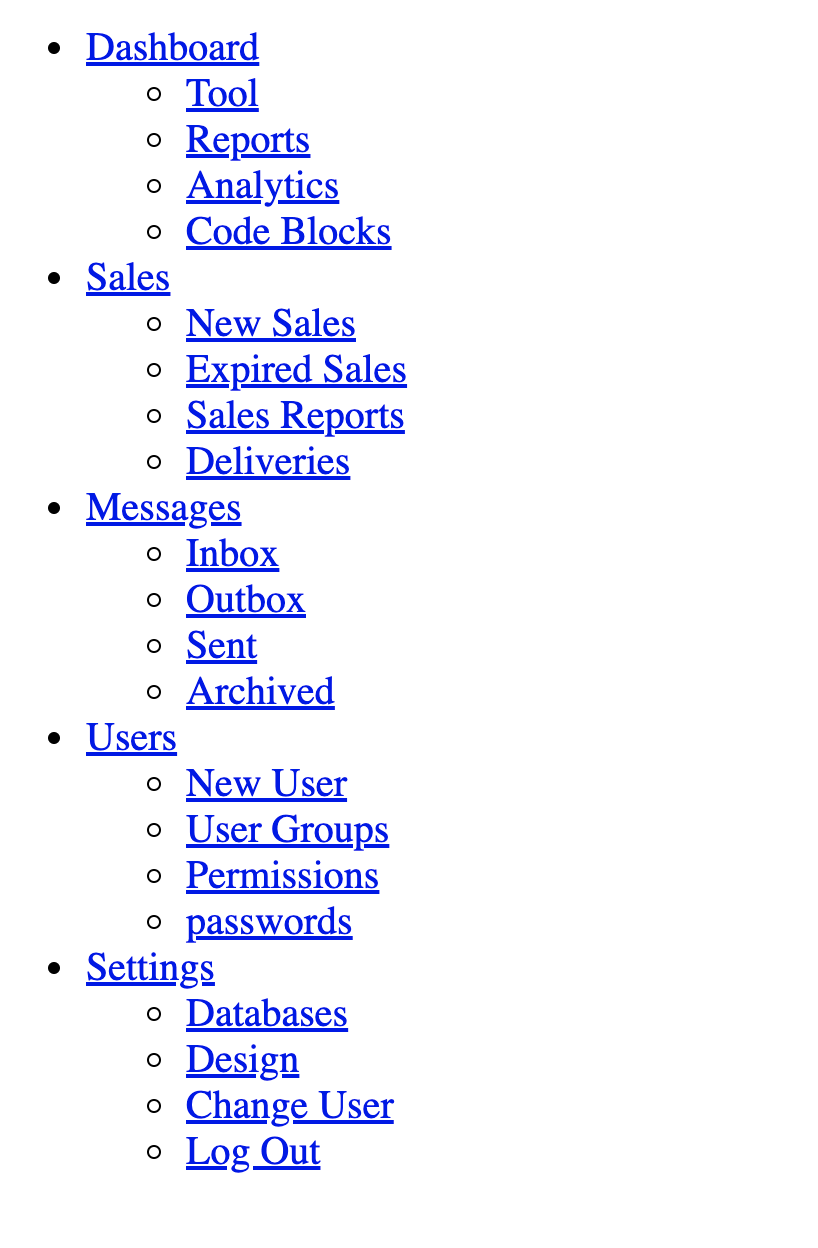 Dashboard
Tool
Reports
Analytics
Code Blocks
Sales
New Sales
Expired Sales
Sales Reports
Deliveries
Messages
Inbox
Outbox
Sent
Archived
Users
New User
User Groups
Permissions
passwords
Settings
Databases
Design
Change User
Log Out